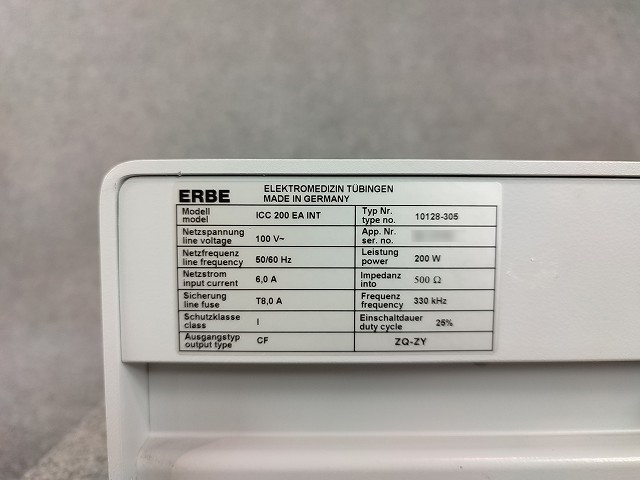 ERBE
ELEKTROMEDIZIN TÜBINGEN
MADE IN GERMANY
Modell
model
ICC 200 EA INT
Typ Nr.
type no.
10128-305
Netzspannung
line voltage
100 V~
App. Nr.
ser. no.
Netzfrequenz
line frequency
50/60 Hz
Leistung
power
200 W
Netzstrom
input current
6,0 A
Impedanz
into
500 Ω
Sicherung
line fuse
T8,0 A
Frequenz
frequency
330 kHz
Schutzklasse
class
I
Einschaltdauer
duty cycle
25%
Ausgangstyp
output type
CF
ZQ-ZY